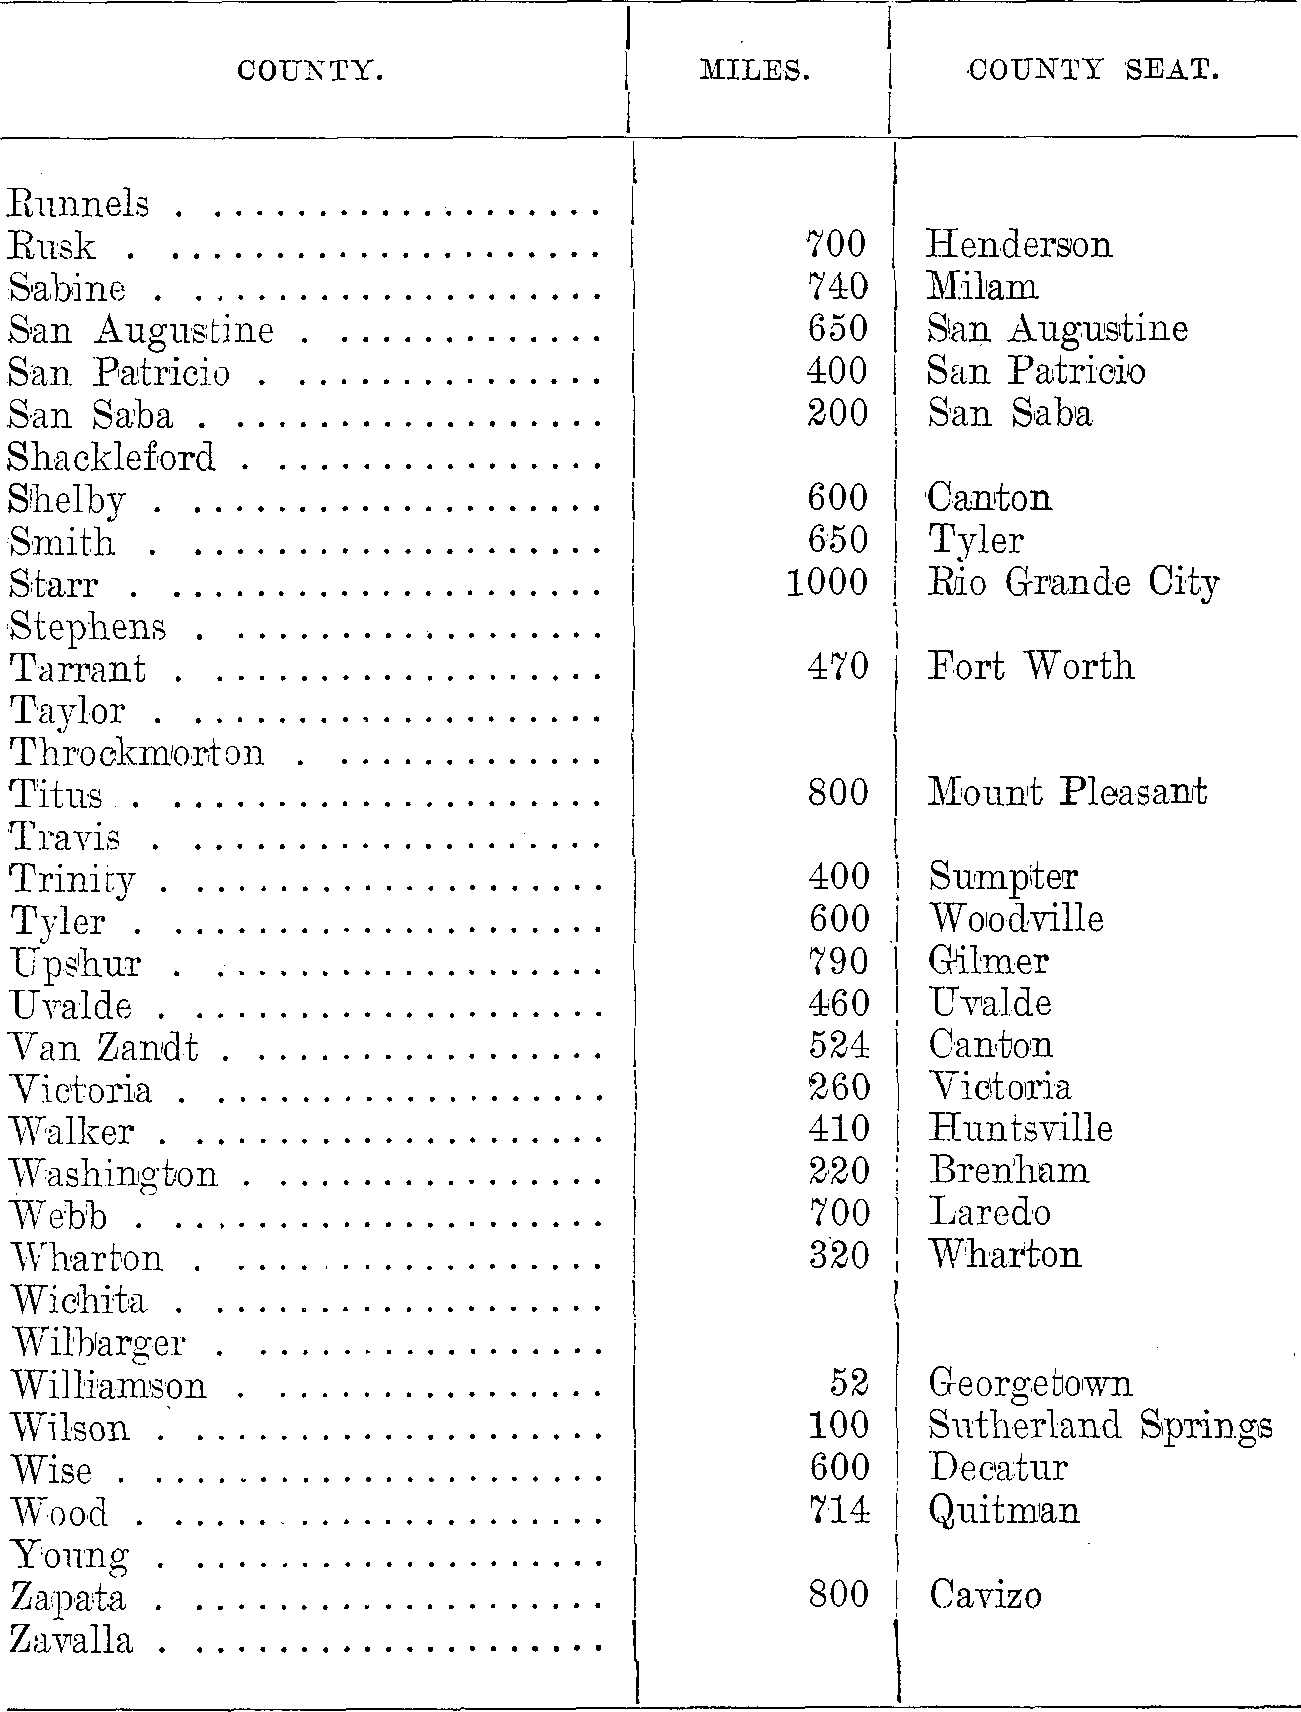 COUNTY. MILES. COUNTY SEAT.
Runnels . . . . . . . . . . . . . . . . . . . .
Rusk . . . . . . . . . . . . . . . . . . . . . . 700 Henderson
Sabine . . . . . . . . . . . . . . . . . . . . . 740 Milam
San Augustine . . . . . . . . . . . . . . 650 San Augustine
San Patricio . . . . . . . . . . . . . . . . 400 San Patricio
San Saba . . . . . . . . . . . . . . . . . . . 200 San Saba
Shackleford . . . . . . . . . . . . . . . . .
Shelby . . . . . . . . . . . . . . . . . . . . . 600 Canton
Smith . . . . . . . . . . . . . . . . . . . . . 650 Tyler
Starr . . . . . . . . . . . . . . . . . . . . . . 1000 Rio Grande City
Stephens . . . . . . . . . . . . . . . . . . .
Tarrant . . . . . . . . . . . . . . . . . . . . 470 Fort Worth
Taylor . . . . . . . . . . . . . . . . . . . . .
Throckmorton . . . . . . . . . . . . . .
Titus . . . . . . . . . . . . . . . . . . . . . . 800 Mount Pleasant
Travis . . . . . . . . . . . . . . . . . . . . .
Trinity . . . . . . . . . . . . . . . . . . . . . 400 Sumpter
Tyler . . . . . . . . . . . . . . . . . . . . . . 600 Woodville
Upshur . . . . . . . . . . . . . . . . . . . . 790 Gilmer
Uvalde . . . . . . . . . . . . . . . . . . . . . 460 Uvalde
Van Zandt . . . . . . . . . . . . . . . . . . 524 Canton
Victoria . . . . . . . . . . . . . . . . . . . . 260 Victoria
Walker . . . . . . . . . . . . . . . . . . . . . 410 Huntsville
Washington . . . . . . . . . . . . . . . . . 220 Brenham
Webb . . . . . . . . . . . . . . . . . . . . . . 700 Laredo
Wharton . . . . . . . . . . . . . . . . . . . 320 Wharton
Wichita . . . . . . . . . . . . . . . . . . . .
Wilbarger . . . . . . . . . . . . . . . . . .
Williamson . . . . . . . . . . . . . . . . . 52 Georgetown
Wilson . . . . . . . . . . . . . . . . . . . . . 100 Sutherland Springs
Wise . . . . . . . . . . . . . . . . . . . . . . . 600 Decatur
Wood . . . . . . . . . . . . . . . . . . . . . . 714 Quitman
Young . . . . . . . . . . . . . . . . . . . . .
Zapata . . . . . . . . . . . . . . . . . . . . . 800 Cavizo
Zavalla . . . . . . . . . . . . . . . . . . . . .